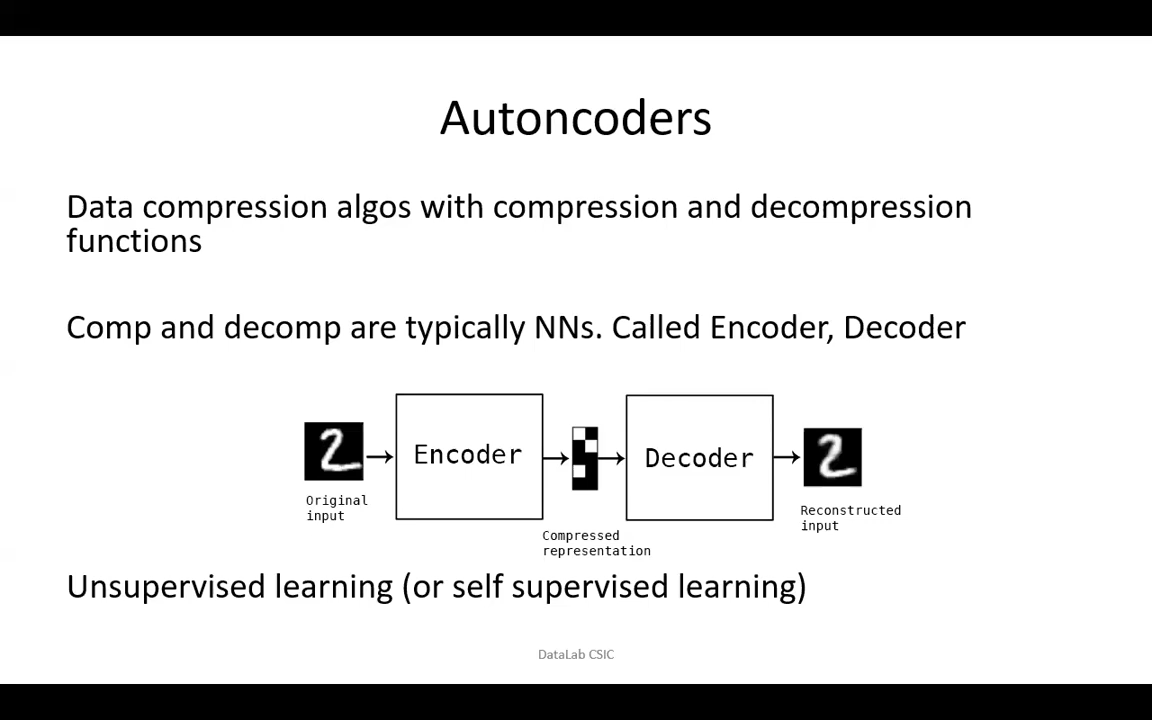 Autoncoders
Data compression algos with compression and decompression
functions
Comp and decomp are typically NNs. Called Encoder, Decoder
Encoder
Decoder
Original
input
Compressed
representation
Reconstructed
input
Unsupervised learning (or self supervised learning)
DataLab CSIC